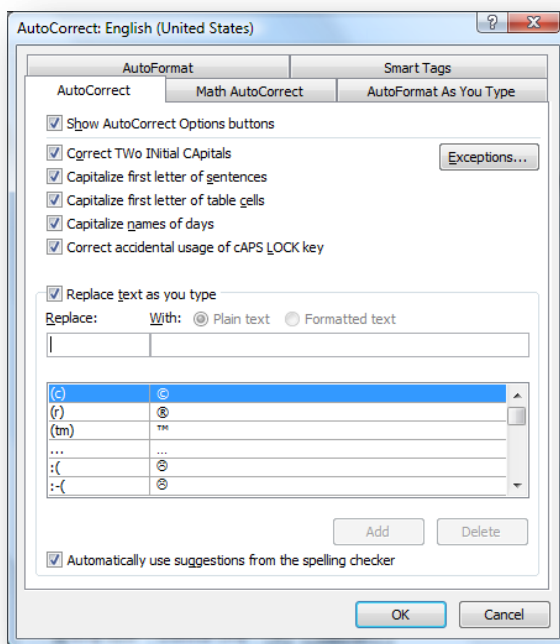 AutoCorrect: English (United States)
AutoFormat Smart Tags
AutoCorrect Math AutoCorrect AutoFormat As You Type
Show AutoCorrect Options buttons
Correct TWo INitial CApitals
Exceptions...
Capitalize first letter of sentences
Capitalize first letter of table cells
Capitalize names of days
Correct accidental usage of cAPS LOCK key
Replace text as you type
Replace: With: Plain text Formatted text
(c) ©
(r) ®
(tm) ™
... ...
:( ☹
:-( ☹
Add Delete
Automatically use suggestions from the spelling checker
OK Cancel